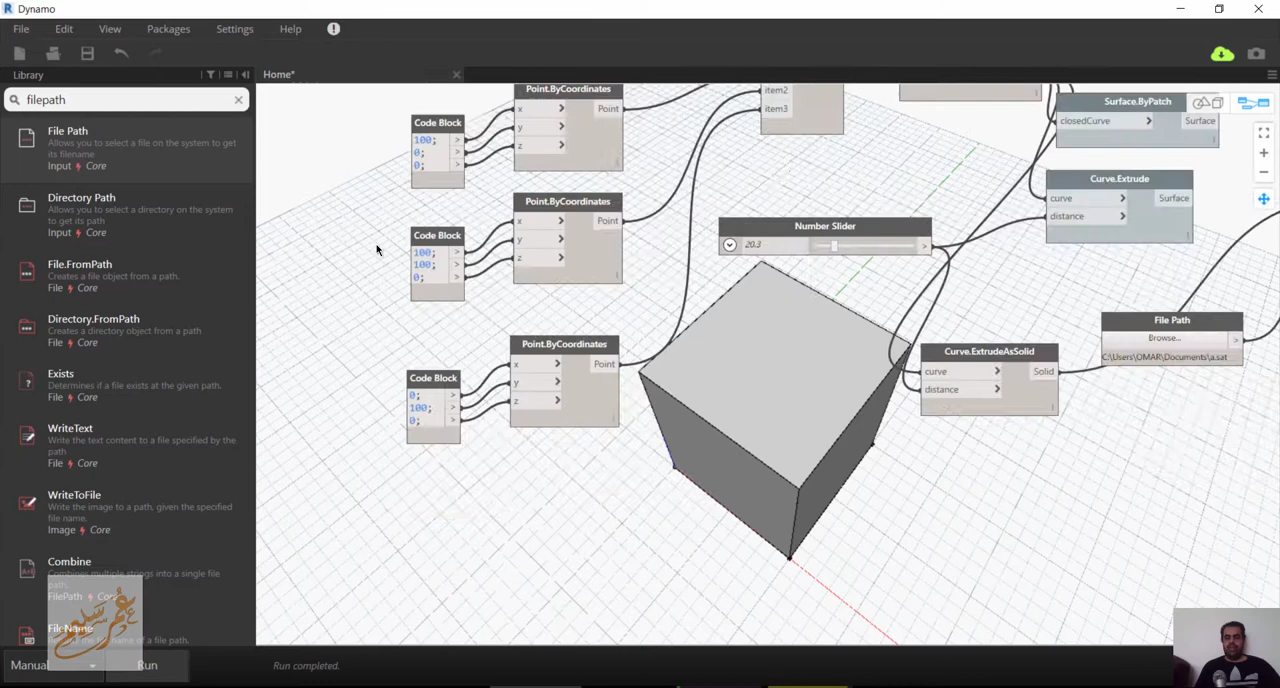 Dynamo
File Edit View Packages Settings Help
Library
Home*
filepath
File Path
Allows you to select a file on the system to get its filename
Input Core
Directory Path
Allows you to select a directory on the system to get its path
Input Core
File.FromPath
Creates a file object from a path.
File Core
Directory.FromPath
Creates a directory object from a path
File Core
Exists
Determines if a file exists at the given path.
File Core
WriteText
Write the text content to a file specified by the path
File Core
WriteToFile
Write the image to a path, given the specified file name.
Image Core
Combine
Combines multiple strings into a single file path.
FilePath Core
FileName
me of a file path.
عمر سليم
Manual
Run
Run completed.
Code Block
100;
0;
0;
Point.ByCoordinates
x
y
z
Point
Code Block
100;
100;
0;
Point.ByCoordinates
x
y
z
Point
Code Block
0;
100;
0;
Point.ByCoordinates
x
y
z
Point
item2
item3
Number Slider
20.3
Surface.ByPatch
closedCurve
Surface
Curve.Extrude
curve
distance
Surface
Curve.ExtrudeAsSolid
curve
distance
Solid
File Path
Browse...
C:\Users\OMAR\Documents\a.sat